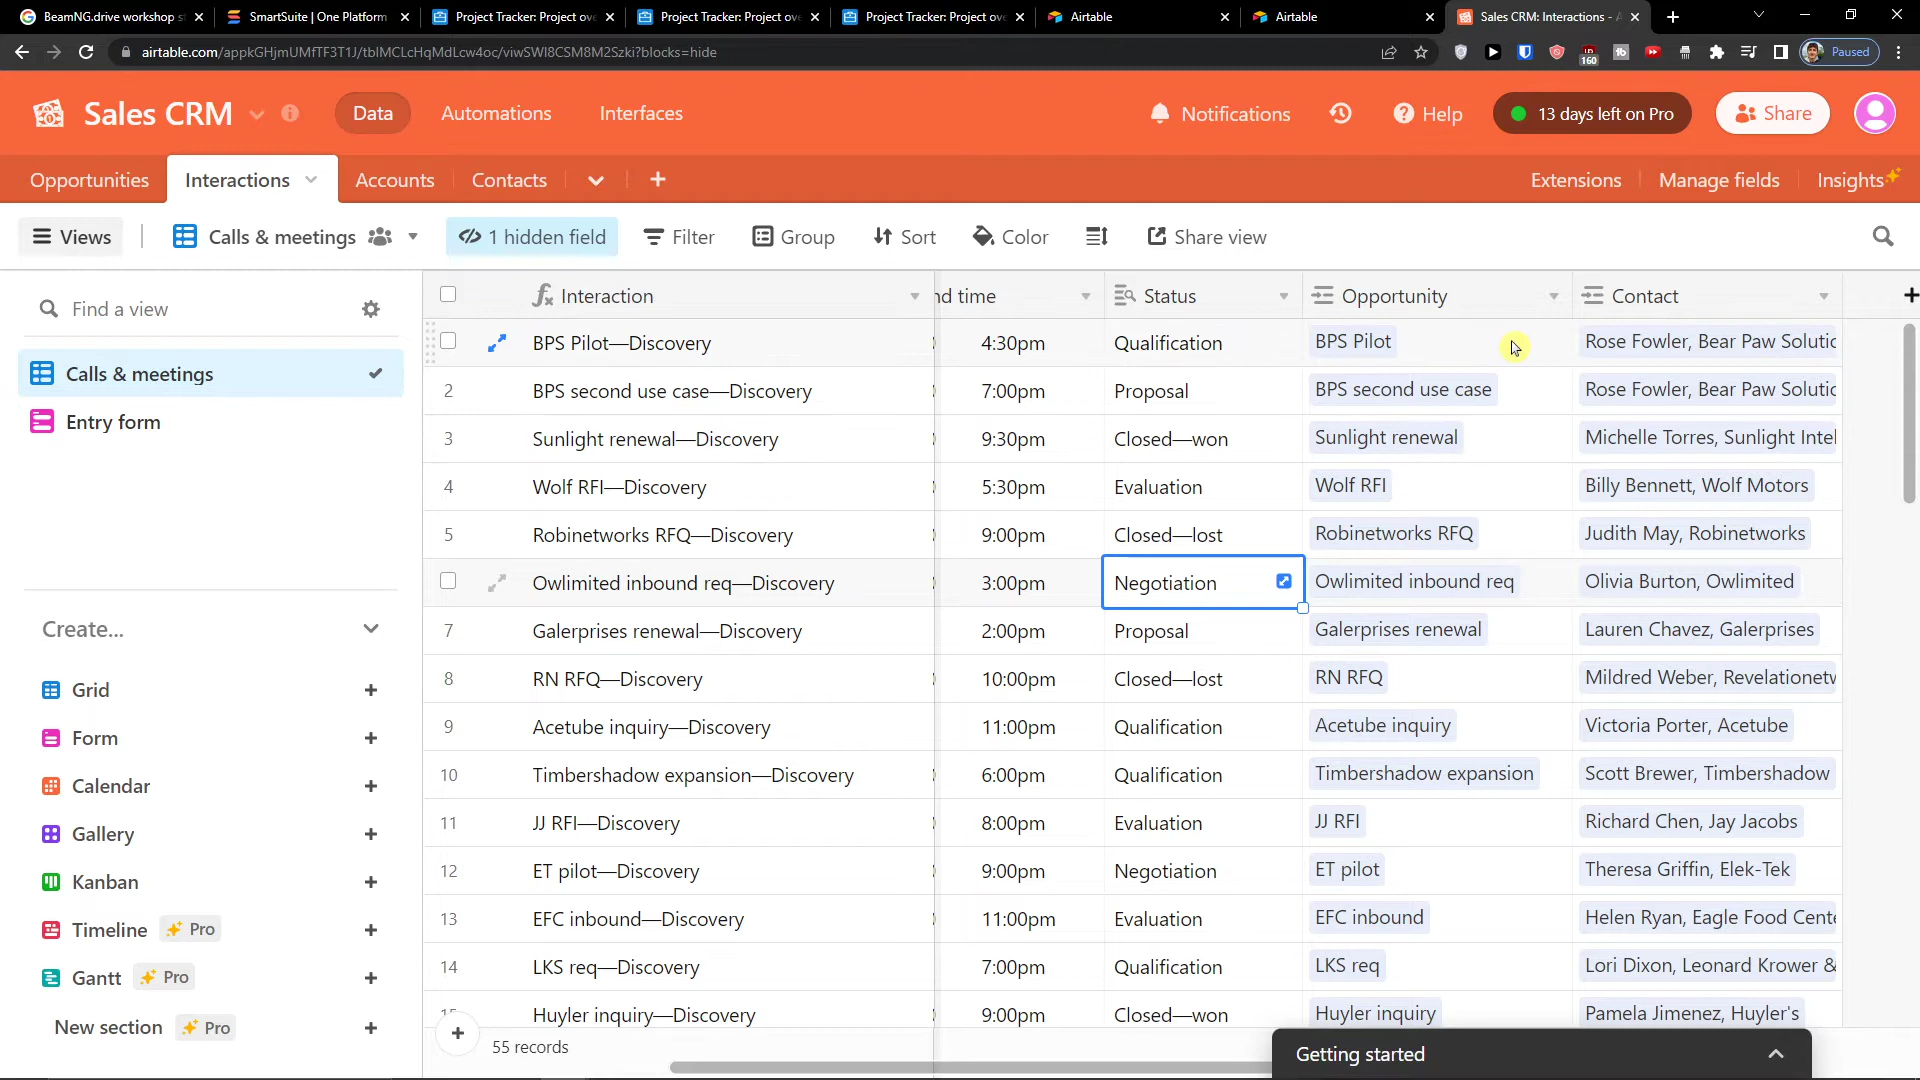 BeamNG.drive workshop s
SmartSuite | One Platform
Project Tracker: Project ov
Project Tracker: Project ov
Project Tracker: Project ov
Airtable
Airtable
Sales CRM: Interactions - A
airtable.com/appkGHjmUMfTF3T1J/tblMCLcHqMdLcw4oc/viwSWI8CSM8M2Szki?blocks=hide
160
Paused
Sales CRM
Data
Automations
Interfaces
Notifications
Help
13 days left on Pro
Share
Opportunities
Interactions
Accounts
Contacts
Extensions
Manage fields
Insights
Views
Calls & meetings
1 hidden field
Filter
Group
Sort
Color
Share view
Find a view
Calls & meetings
Entry form
Create...
Grid
Form
Calendar
Gallery
Kanban
Timeline Pro
Gantt Pro
New section Pro
Interaction nd time Status Opportunity Contact
BPS Pilot—Discovery 4:30pm Qualification BPS Pilot Rose Fowler, Bear Paw Solutic
2 BPS second use case—Discovery 7:00pm Proposal BPS second use case Rose Fowler, Bear Paw Solutic
3 Sunlight renewal—Discovery 9:30pm Closed—won Sunlight renewal Michelle Torres, Sunlight Intel
4 Wolf RFI—Discovery 5:30pm Evaluation Wolf RFI Billy Bennett, Wolf Motors
5 Robinetworks RFQ—Discovery 9:00pm Closed—lost Robinetworks RFQ Judith May, Robinetworks
Owlimited inbound req—Discovery 3:00pm Negotiation Owlimited inbound req Olivia Burton, Owlimited
7 Galerprises renewal—Discovery 2:00pm Proposal Galerprises renewal Lauren Chavez, Galerprises
8 RN RFQ—Discovery 10:00pm Closed—lost RN RFQ Mildred Weber, Revelationetw
9 Acetube inquiry—Discovery 11:00pm Qualification Acetube inquiry Victoria Porter, Acetube
10 Timbershadow expansion—Discovery 6:00pm Qualification Timbershadow expansion Scott Brewer, Timbershadow
11 JJ RFI—Discovery 8:00pm Evaluation JJ RFI Richard Chen, Jay Jacobs
12 ET pilot—Discovery 9:00pm Negotiation ET pilot Theresa Griffin, Elek-Tek
13 EFC inbound—Discovery 11:00pm Evaluation EFC inbound Helen Ryan, Eagle Food Cente
14 LKS req—Discovery 7:00pm Qualification LKS req Lori Dixon, Leonard Krower &
15 Huyler inquiry—Discovery 9:00pm Closed—won Huyler inquiry Pamela Jimenez, Huyler's
55 records
Getting started